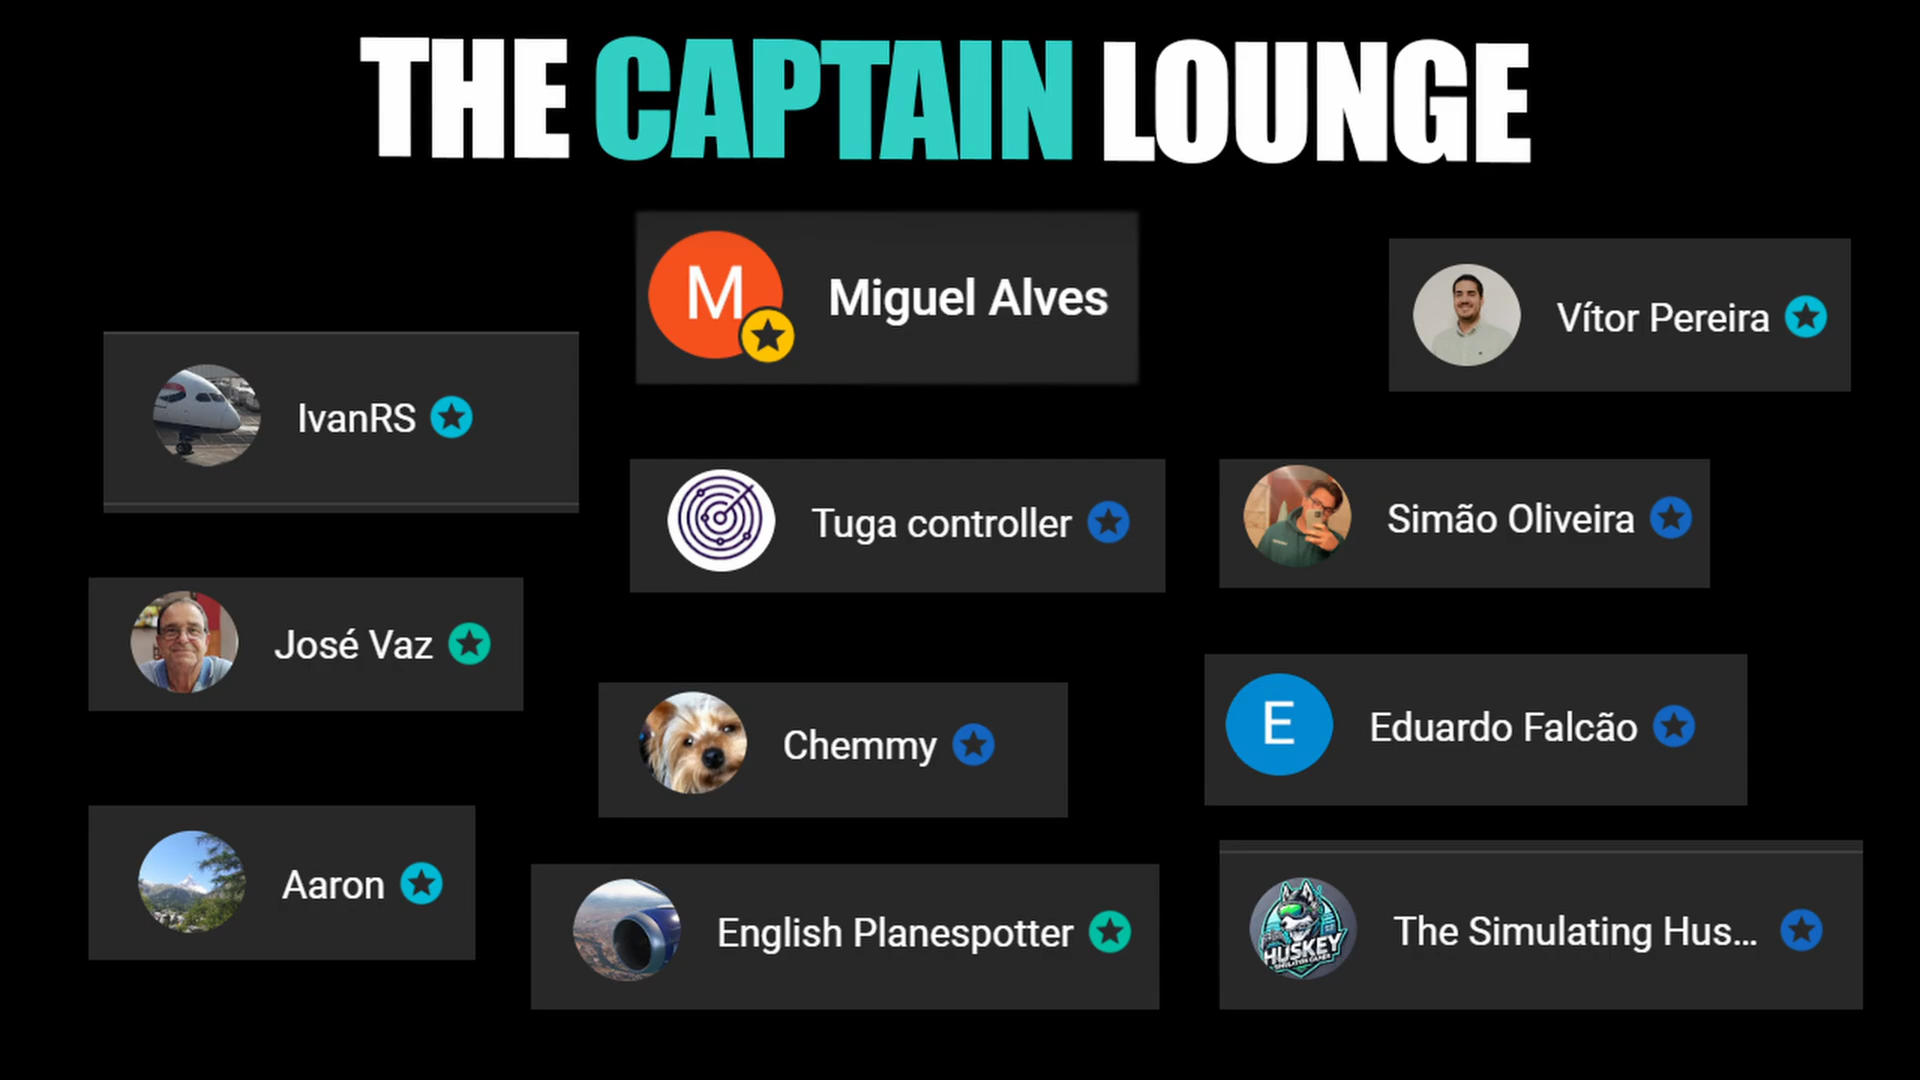 THE CAPTAIN LOUNGE
M
Miguel Alves
Vítor Pereira
IvanRS
Tuga controller
Simão Oliveira
José Vaz
Chemmy
E
Eduardo Falcão
Aaron
English Planespotter
The Simulating Hus...
HUSKEY